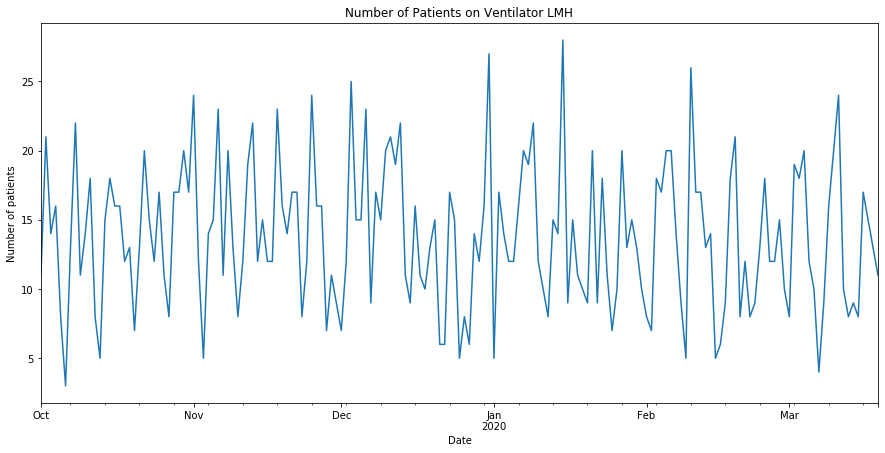 Number of Patients on Ventilator LMH
Number of patients
25
20
15
10
5
Oct Nov Dec Jan Feb Mar
2020
Date